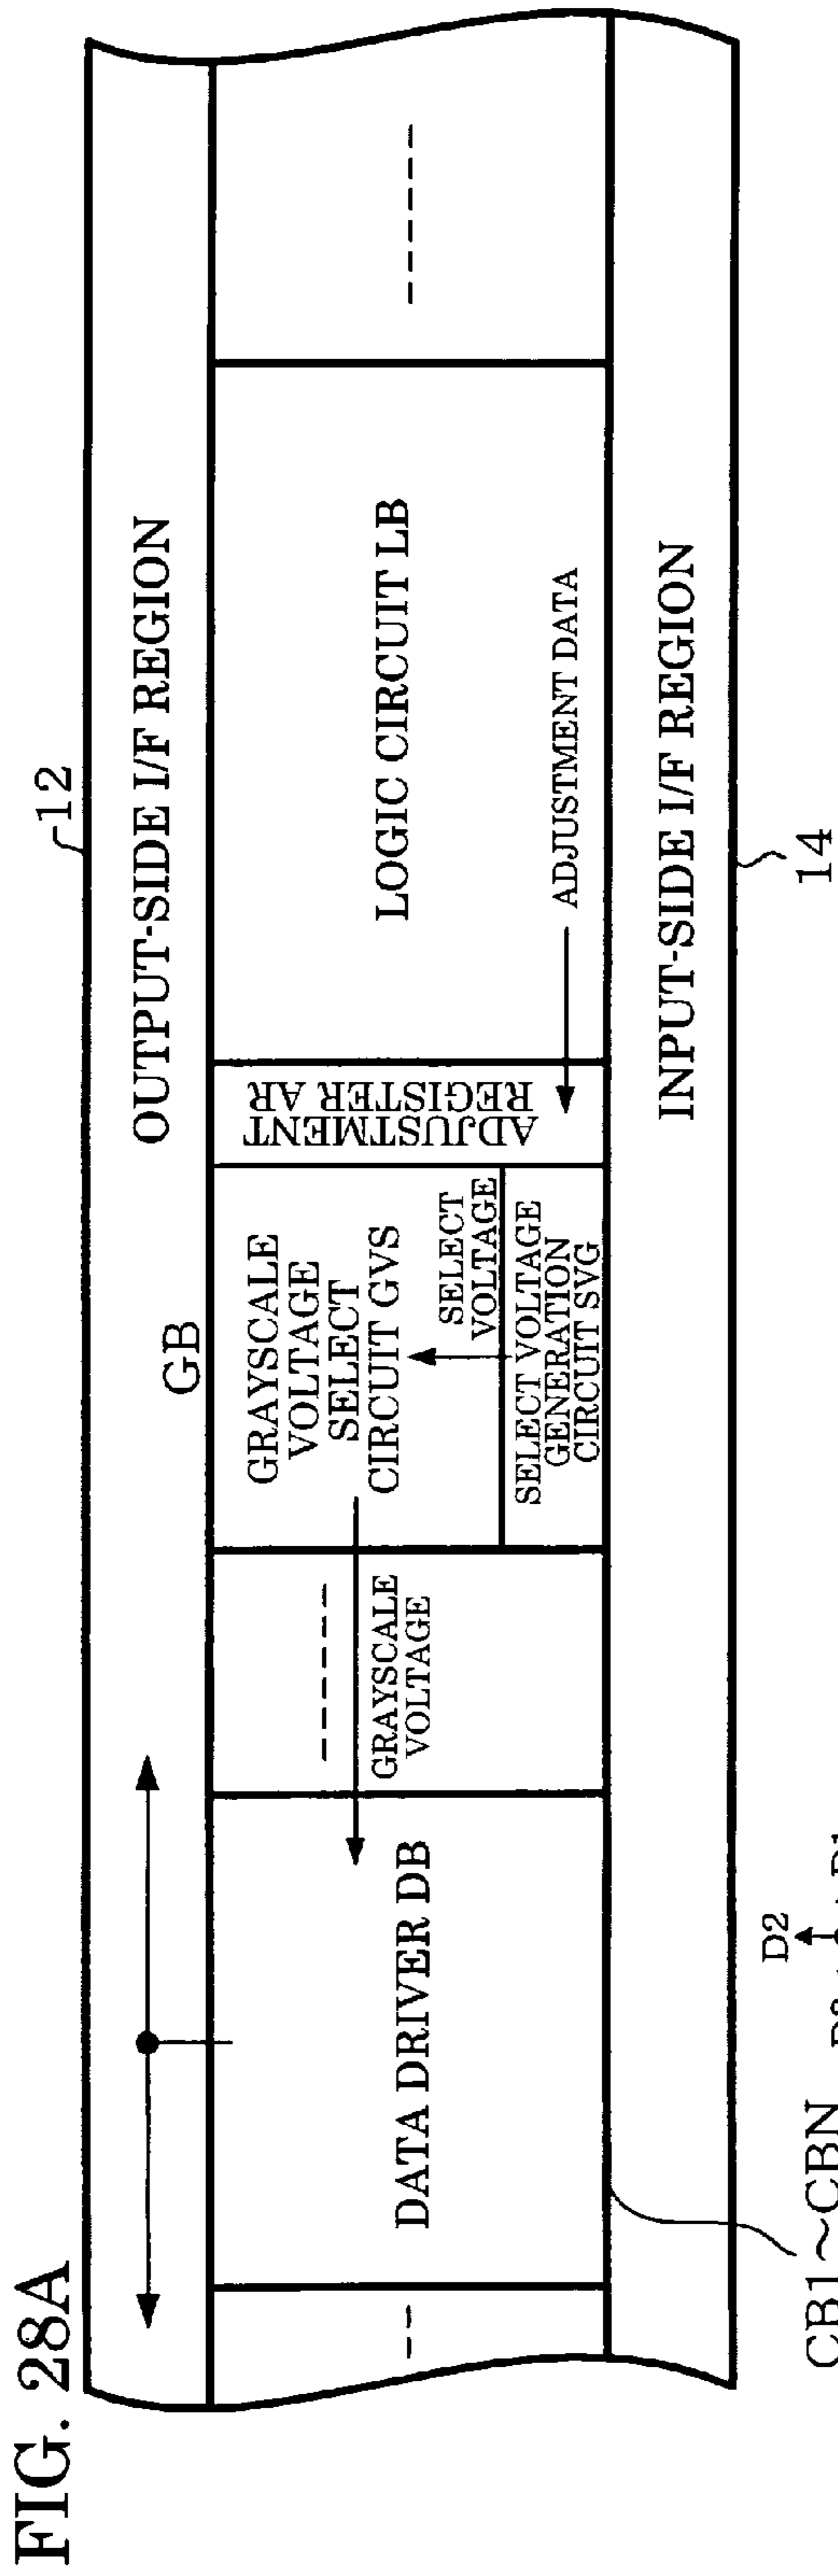 FIG. 28A
12
OUTPUT-SIDE I/F REGION
GB
DATA DRIVER DB
GRAYSCALE
VOLTAGE
GRAYSCALE
VOLTAGE
SELECT
CIRCUIT GVS
SELECT
VOLTAGE
SELECT VOLTAGE
GENERATION
CIRCUIT SVG
ADJUSTMENT
REGISTER AR
LOGIC CIRCUIT LB
ADJUSTMENT DATA
INPUT-SIDE I/F REGION
14
CB1~CBN
D2